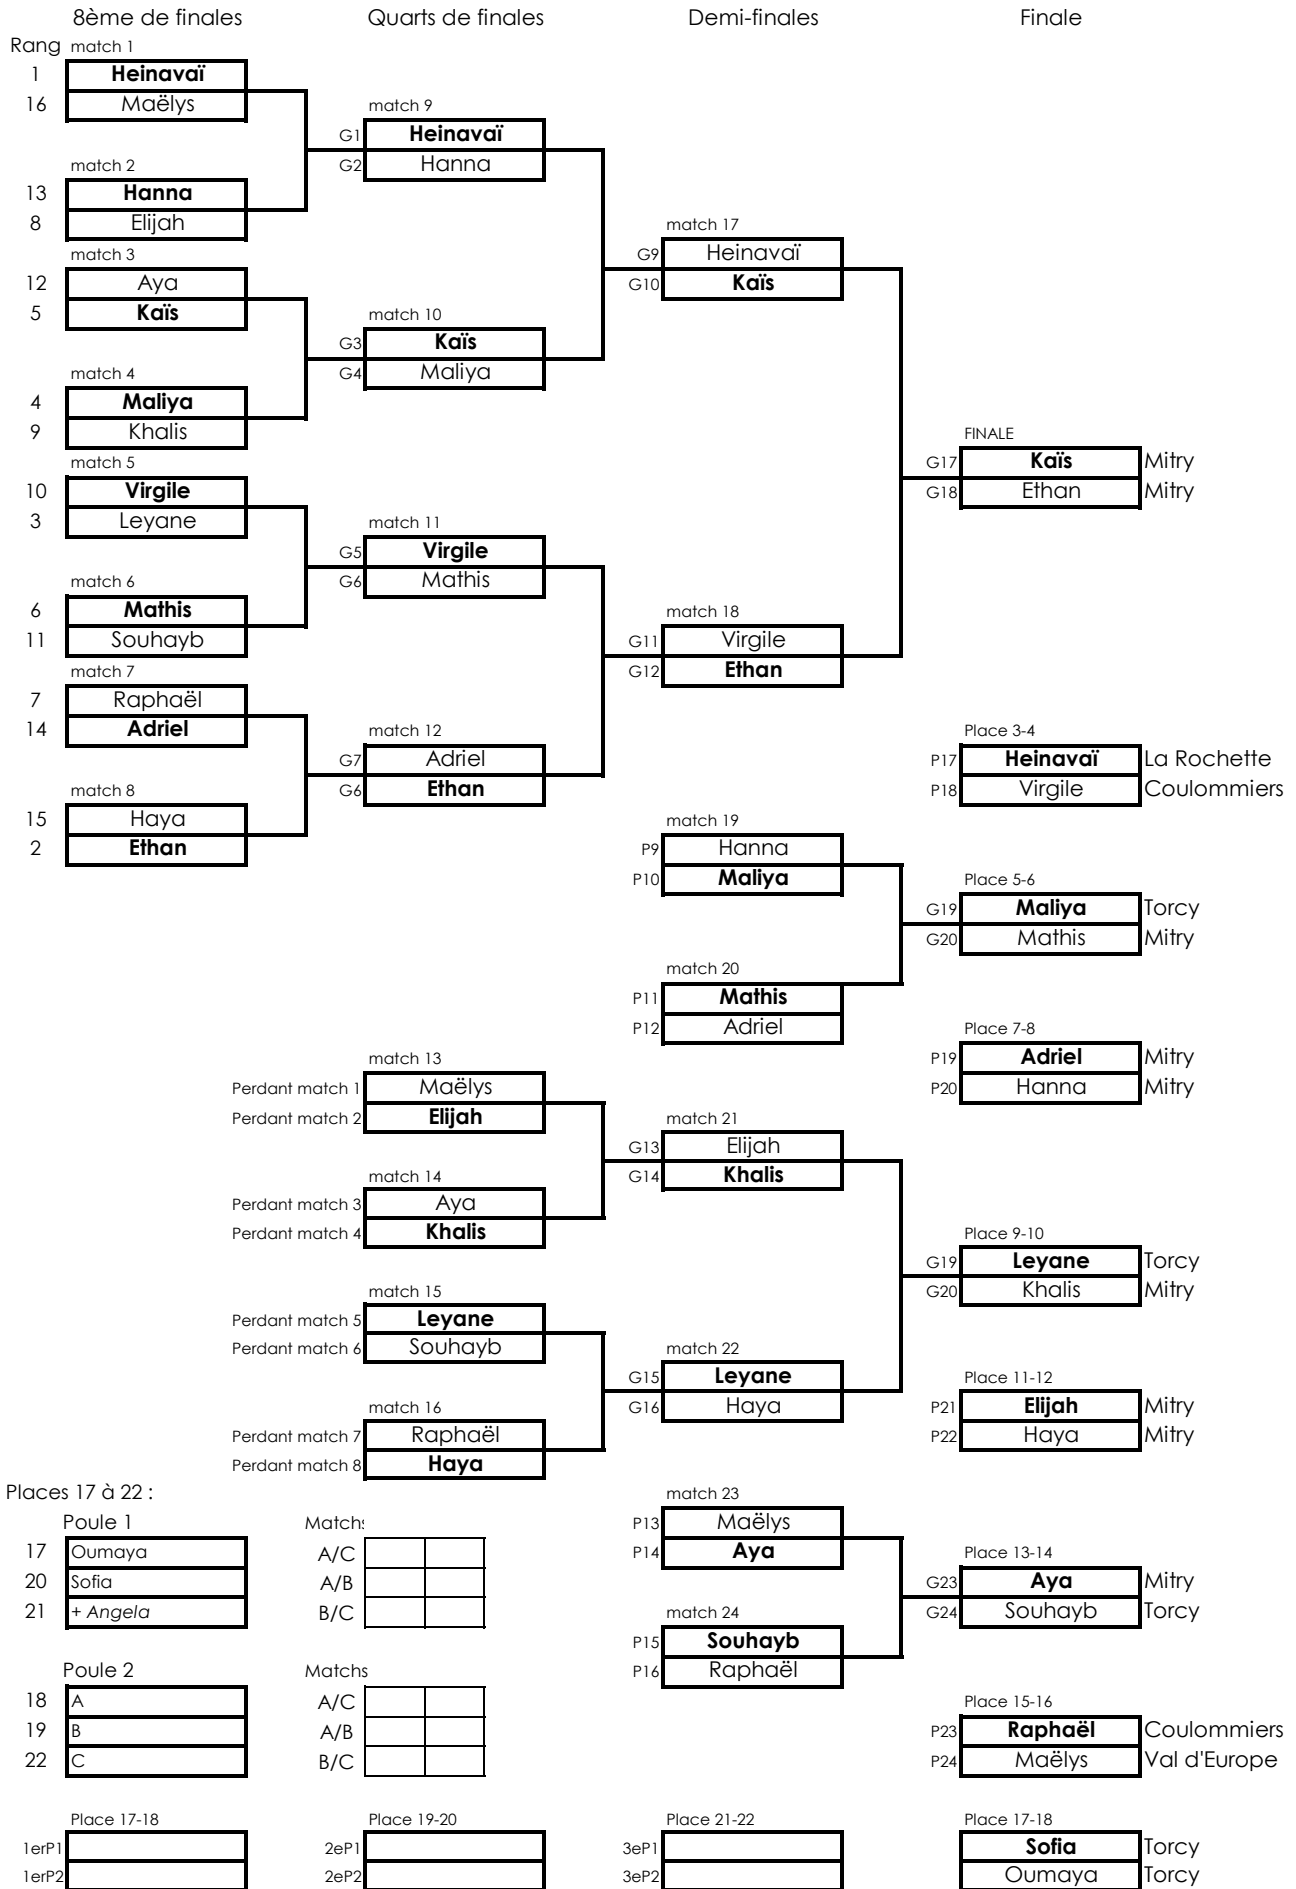 8ème de finales Quarts de finales Demi-finales Finale
Rang match 1
1 Heinavaï
16 Maëlys
match 9
G1 Heinavaï
G2 Hanna
match 2
13 Hanna
8 Elijah
match 17
G9 Heinavaï
G10 Kaïs
match 3
12 Aya
5 Kaïs
match 10
G3 Kaïs
G4 Maliya
match 4
4 Maliya
9 Khalis
FINALE
G17 Kaïs Mitry
G18 Ethan Mitry
match 5
10 Virgile
3 Leyane
match 11
G5 Virgile
G6 Mathis
match 6
6 Mathis
11 Souhayb
match 18
G11 Virgile
G12 Ethan
match 7
7 Raphaël
14 Adriel
match 12
G7 Adriel
G6 Ethan
Place 3-4
P17 Heinavaï La Rochette
P18 Virgile Coulommiers
match 8
15 Haya
2 Ethan
match 19
P9 Hanna
P10 Maliya
Place 5-6
G19 Maliya Torcy
G20 Mathis Mitry
match 20
P11 Mathis
P12 Adriel
Place 7-8
P19 Adriel Mitry
P20 Hanna Mitry
match 13
Perdant match 1 Maëlys
Perdant match 2 Elijah
match 21
G13 Elijah
G14 Khalis
match 14
Perdant match 3 Aya
Perdant match 4 Khalis
Place 9-10
G19 Leyane Torcy
G20 Khalis Mitry
match 15
Perdant match 5 Leyane
Perdant match 6 Souhayb
match 22
G15 Leyane
G16 Haya
Place 11-12
P21 Elijah Mitry
P22 Haya Mitry
match 16
Perdant match 7 Raphaël
Perdant match 8 Haya
Places 17 à 22 :
match 23
P13 Maëlys
P14 Aya
Poule 1 Matchs
17 Oumaya A/C
20 Sofia A/B
21 + Angela B/C
Place 13-14
G23 Aya Mitry
G24 Souhayb Torcy
match 24
P15 Souhayb
P16 Raphaël
Poule 2 Matchs
18 A A/C
19 B A/B
22 C B/C
Place 15-16
P23 Raphaël Coulommiers
P24 Maëlys Val d'Europe
Place 17-18 Place 19-20 Place 21-22 Place 17-18
1erP1 2eP1 3eP1 Sofia Torcy
1erP2 2eP2 3eP2 Oumaya Torcy